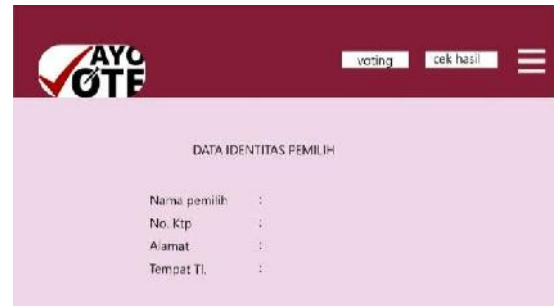 AYO
VOTE
voting
cek hasil
DATA IDENTITAS PEMILIH
Nama pemilih :
No. Ktp :
Alamat :
Tempat Tl. :